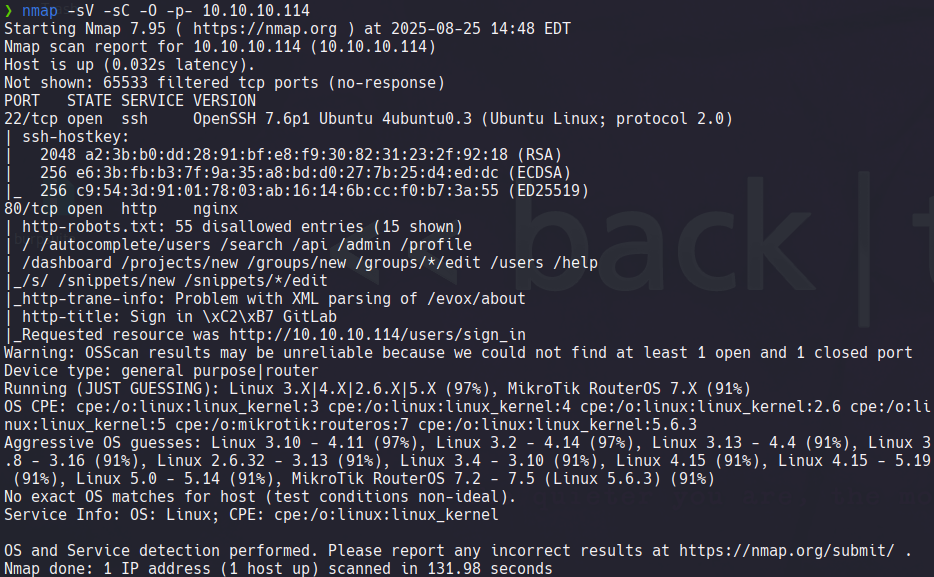 ❯ nmap -sV -sC -O -p- 10.10.10.114
Starting Nmap 7.95 ( https://nmap.org ) at 2025-08-25 14:48 EDT
Nmap scan report for 10.10.10.114 (10.10.10.114)
Host is up (0.032s latency).
Not shown: 65533 filtered tcp ports (no-response)
PORT   STATE SERVICE VERSION
22/tcp open  ssh     OpenSSH 7.6p1 Ubuntu 4ubuntu0.3 (Ubuntu Linux; protocol 2.0)
| ssh-hostkey:
|   2048 a2:3b:b0:dd:28:91:bf:e8:f9:30:82:31:23:2f:92:18 (RSA)
|   256 e6:3b:fb:b3:7f:9a:35:a8:bd:d0:27:7b:25:d4:ed:dc (ECDSA)
|_  256 c9:54:3d:91:01:78:03:ab:16:14:6b:cc:f0:b7:3a:55 (ED25519)
80/tcp open  http    nginx
| http-robots.txt: 55 disallowed entries (15 shown)
| / /autocomplete/users /search /api /admin /profile
| /dashboard /projects/new /groups/new /groups/*/edit /users /help
|_/s/ /snippets/new /snippets/*/edit
|_http-trane-info: Problem with XML parsing of /evox/about
| http-title: Sign in \xC2\xB7 GitLab
|_Requested resource was http://10.10.10.114/users/sign_in
Warning: OSScan results may be unreliable because we could not find at least 1 open and 1 closed port
Device type: general purpose|router
Running (JUST GUESSING): Linux 3.X|4.X|2.6.X|5.X (97%), MikroTik RouterOS 7.X (91%)
OS CPE: cpe:/o:linux:linux_kernel:3 cpe:/o:linux:linux_kernel:4 cpe:/o:linux:linux_kernel:2.6 cpe:/o:li
nux:linux_kernel:5 cpe:/o:mikrotik:routeros:7 cpe:/o:linux:linux_kernel:5.6.3
Aggressive OS guesses: Linux 3.10 - 4.11 (97%), Linux 3.2 - 4.14 (97%), Linux 3.13 - 4.4 (91%), Linux 3
.8 - 3.16 (91%), Linux 2.6.32 - 3.13 (91%), Linux 3.4 - 3.10 (91%), Linux 4.15 (91%), Linux 4.15 - 5.19
 (91%), Linux 5.0 - 5.14 (91%), MikroTik RouterOS 7.2 - 7.5 (Linux 5.6.3) (91%)
No exact OS matches for host (test conditions non-ideal).
Service Info: OS: Linux; CPE: cpe:/o:linux:linux_kernel
OS and Service detection performed. Please report any incorrect results at https://nmap.org/submit/ .
Nmap done: 1 IP address (1 host up) scanned in 131.98 seconds
<< back | t